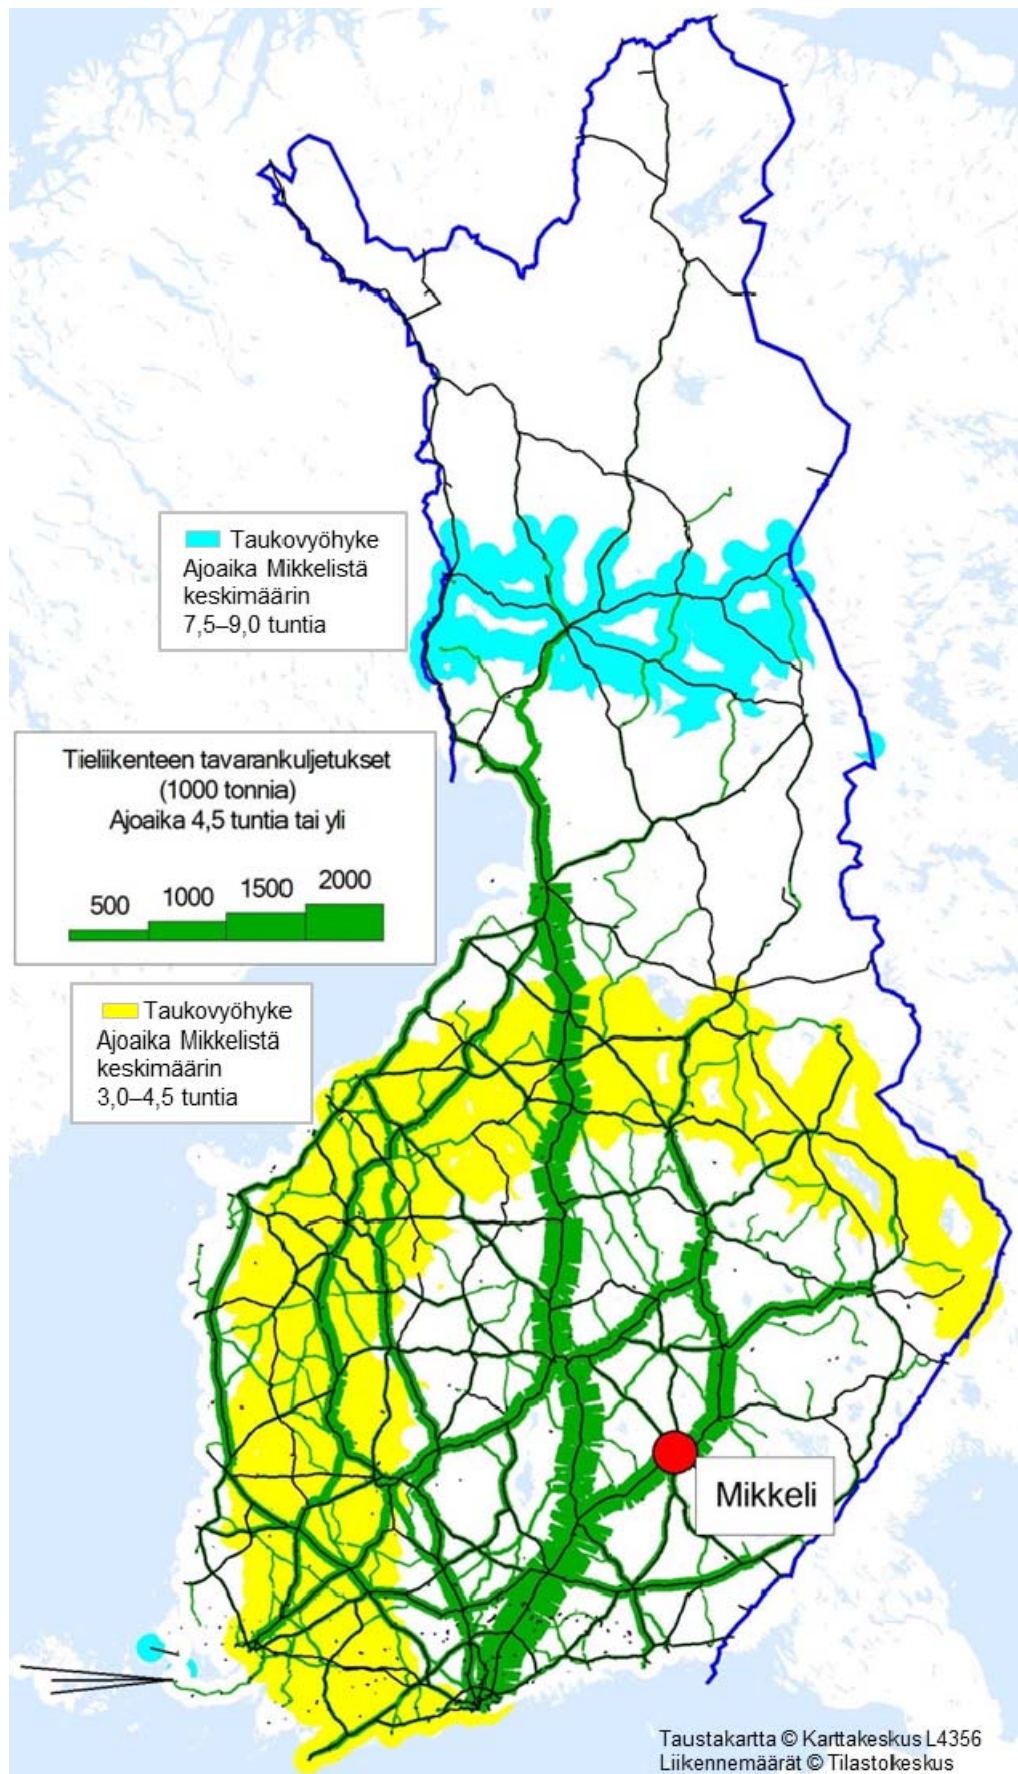 Taukovyöhyke
Ajoaika Mikkelistä
keskimäärin
7,5–9,0 tuntia
Tieliikenteen tavarankuljetukset
(1000 tonnia)
Ajoaika 4,5 tuntia tai yli
500 1000 1500 2000
Taukovyöhyke
Ajoaika Mikkelistä
keskimäärin
3,0–4,5 tuntia
Mikkeli
Taustakartta © Karttakeskus L4356
Liikennemäärät © Tilastokeskus